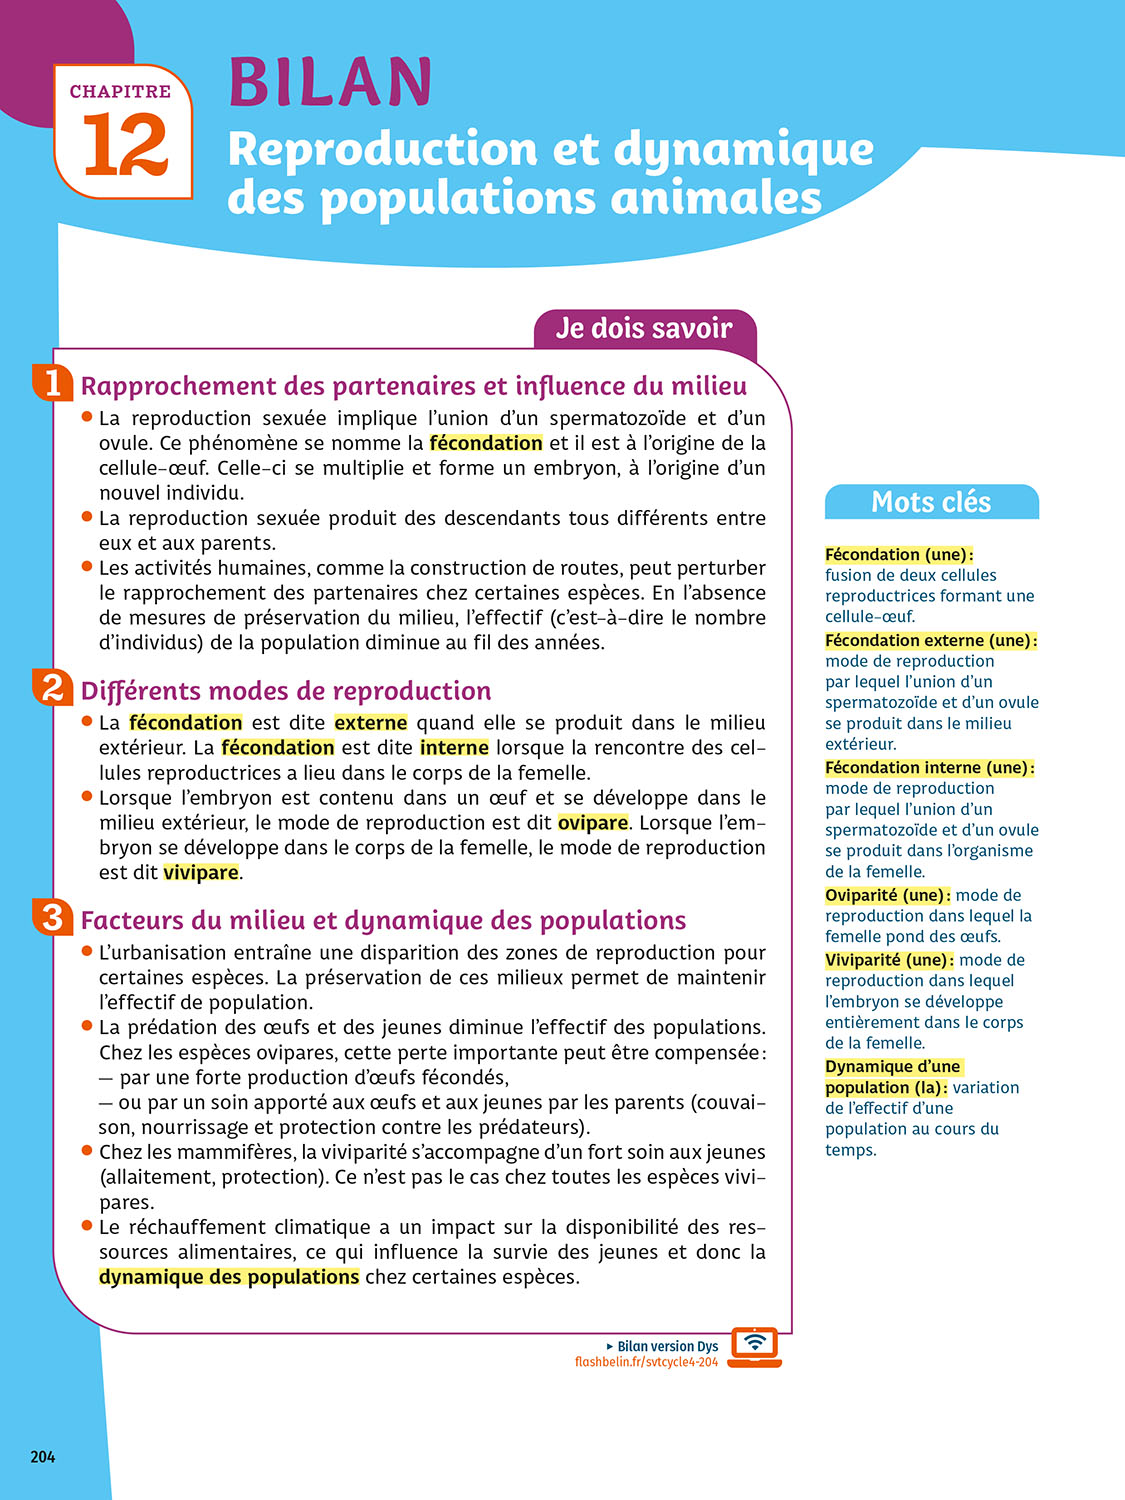 CHAPITRE
12
BILAN
Reproduction et dynamique
des populations animales
Je dois savoir
1 Rapprochement des partenaires et influence du milieu
• La reproduction sexuée implique l’union d’un spermatozoïde et d’un
ovule. Ce phénomène se nomme la fécondation et il est à l’origine de la
cellule-œuf. Celle-ci se multiplie et forme un embryon, à l’origine d’un
nouvel individu.
• La reproduction sexuée produit des descendants tous différents entre
eux et aux parents.
• Les activités humaines, comme la construction de routes, peut perturber
le rapprochement des partenaires chez certaines espèces. En l’absence
de mesures de préservation du milieu, l’effectif (c’est-à-dire le nombre
d’individus) de la population diminue au fil des années.
2 Différents modes de reproduction
• La fécondation est dite externe quand elle se produit dans le milieu
extérieur. La fécondation est dite interne lorsque la rencontre des cel-
lules reproductrices a lieu dans le corps de la femelle.
• Lorsque l’embryon est contenu dans un œuf et se développe dans le
milieu extérieur, le mode de reproduction est dit ovipare. Lorsque l’em-
bryon se développe dans le corps de la femelle, le mode de reproduction
est dit vivipare.
3 Facteurs du milieu et dynamique des populations
• L’urbanisation entraîne une disparition des zones de reproduction pour
certaines espèces. La préservation de ces milieux permet de maintenir
l’effectif de population.
• La prédation des œufs et des jeunes diminue l’effectif des populations.
Chez les espèces ovipares, cette perte importante peut être compensée :
— par une forte production d’œufs fécondés,
— ou par un soin apporté aux œufs et aux jeunes par les parents (couvai-
son, nourrissage et protection contre les prédateurs).
• Chez les mammifères, la viviparité s’accompagne d’un fort soin aux jeunes
(allaitement, protection). Ce n’est pas le cas chez toutes les espèces vivi-
pares.
• Le réchauffement climatique a un impact sur la disponibilité des res-
sources alimentaires, ce qui influence la survie des jeunes et donc la
dynamique des populations chez certaines espèces.
▸ Bilan version Dys
flashbelin.fr/svtcycle4-204
Mots clés
Fécondation (une) :
fusion de deux cellules
reproductrices formant une
cellule-œuf.
Fécondation externe (une) :
mode de reproduction
par lequel l’union d’un
spermatozoïde et d’un ovule
se produit dans le milieu
extérieur.
Fécondation interne (une) :
mode de reproduction
par lequel l’union d’un
spermatozoïde et d’un ovule
se produit dans l’organisme
de la femelle.
Oviparité (une) : mode de
reproduction dans lequel la
femelle pond des œufs.
Viviparité (une) : mode de
reproduction dans lequel
l’embryon se développe
entièrement dans le corps
de la femelle.
Dynamique d’une
population (la) : variation
de l’effectif d’une
population au cours du
temps.
204